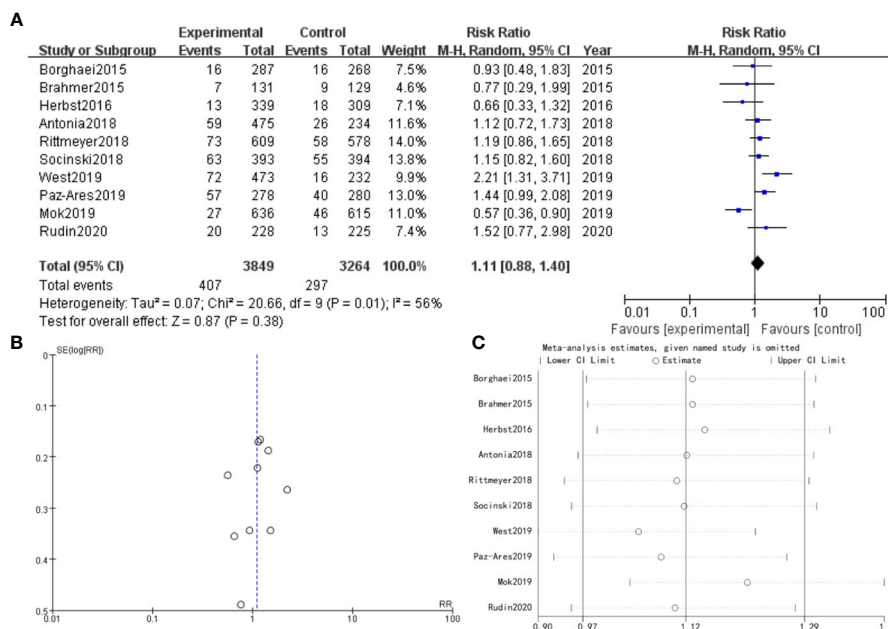 A
Experimental Control Risk Ratio Risk Ratio
Study or Subgroup Events Total Events Total Weight M-H, Random, 95% CI Year M-H, Random, 95% CI
Borghaei2015 16 287 16 268 7.5% 0.93 [0.48, 1.83] 2015
Brahmer2015 7 131 9 129 4.6% 0.77 [0.29, 1.99] 2015
Herbst2016 13 339 18 309 7.1% 0.66 [0.33, 1.32] 2016
Antonia2018 59 475 26 234 11.6% 1.12 [0.72, 1.73] 2018
Rittmeyer2018 73 609 58 578 14.0% 1.19 [0.86, 1.65] 2018
Socinski2018 63 393 55 394 13.8% 1.15 [0.82, 1.60] 2018
West2019 72 473 16 232 9.9% 2.21 [1.31, 3.71] 2019
Paz-Ares2019 57 278 40 280 13.0% 1.44 [0.99, 2.08] 2019
Mok2019 27 636 46 615 11.0% 0.57 [0.36, 0.90] 2019
Rudin2020 20 228 13 225 7.4% 1.52 [0.77, 2.98] 2020
Total (95% CI) 3849 3264 100.0% 1.11 [0.88, 1.40]
Total events 407 297
Heterogeneity: Tau² = 0.07; Chi² = 20.66, df = 9 (P = 0.01); I² = 56%
Test for overall effect: Z = 0.87 (P = 0.38)
0.01 0.1 1 10 100
Favours [experimental] Favours [control]
B
SE(log[RR])
0
0.1
0.2
0.3
0.4
0.5
0.01 0.1 1 10 100
RR
C
Meta-analysis estimates, given named study is omitted
Lower CI Limit Estimate Upper CI Limit
Borghaei2015
Brahmer2015
Herbst2016
Antonia2018
Rittmeyer2018
Socinski2018
West2019
Paz-Ares2019
Mok2019
Rudin2020
0.90 0.97 1.12 1.29